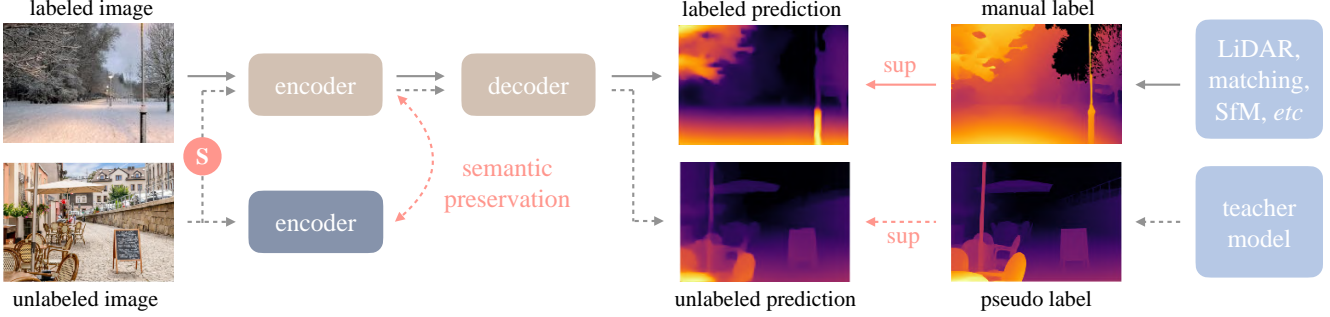 labeled image
labeled prediction
manual label
encoder
decoder
sup
LiDAR,
matching,
SfM, etc
S
semantic
preservation
encoder
sup
teacher
model
unlabeled image
unlabeled prediction
pseudo label